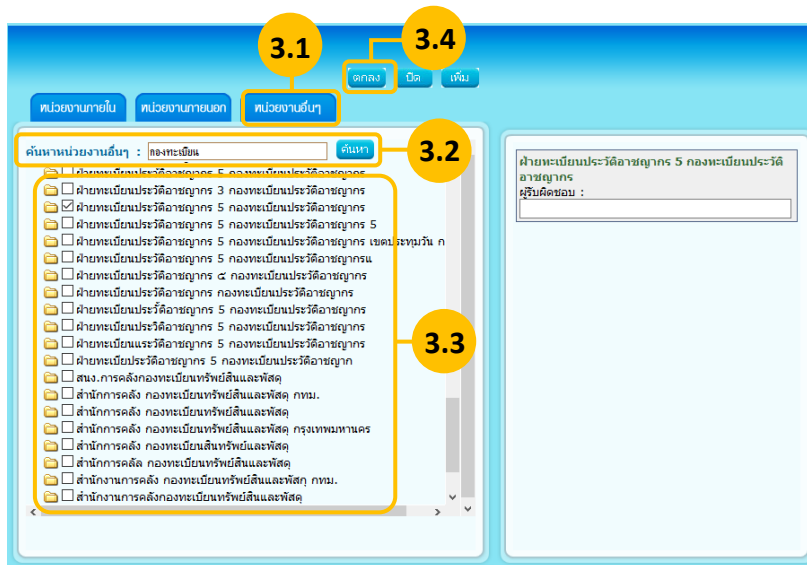 3.1
3.4
ตกลง ปิด เพิ่ม
หน่วยงานภายใน หน่วยงานภายนอก หน่วยงานอื่นๆ
ค้นหาหน่วยงานอื่นๆ : กองทะเบียน ค้นหา
3.2
ฝ่ายทะเบียนประวัติอาชญากร 5 กองทะเบียนประวัติอาชญากร
ฝ่ายทะเบียนประวัติอาชญากร 3 กองทะเบียนประวัติอาชญากร
ฝ่ายทะเบียนประวัติอาชญากร 5 กองทะเบียนประวัติอาชญากร
ฝ่ายทะเบียนประวัติอาชญากร 5 กองทะเบียนประวัติอาชญากร 5
ฝ่ายทะเบียนประวัติอาชญากร 5 กองทะเบียนประวัติอาชญากร เขตประทุมวัน ก
ฝ่ายทะเบียนประวัติอาชญากร 5 กองทะเบียนประวัติอาชญากรแ
ฝ่ายทะเบียนประวัติอาชญากร ๕ กองทะเบียนประวัติอาชญากร
ฝ่ายทะเบียนประวัติอาชญากร กองทะเบียนประวัติอาชญากร
ฝ่ายทะเบียนประวั้ติอาชญากร 5 กองทะเบียนประวัติอาชญากร
ฝ่ายทะเบียนประวัติอาชญากร 5 กองทะเบียนประวัติอาชญากร
ฝ่ายทะเบียนแระวัติอาชญากร 5 กองทะเบียนประวัติอาชญากร
ฝ่ายทะเบียประวัติอาชญากร 5 กองทะเบียนประวัติอาชญาก
3.3
สนง.การคลังกองทะเบียนทรัพย์สินและพัสดุ
สำนักการคลัง กองทะเบียนทรัพย์สินและพัสดุ กทม.
สำนักการคลัง กองทะเบียนทรัพย์สินและพัสดุ
สำนักการคลัง กองทะเบียนทรัพย์สินและพัสดุ กรุงเทพมหานคร
สำนักการคลัง กองทะเบียนสินทรัพย์และพัสดุ
สำนักการคลัล กองทะเบียนทรัพย์สินและพัสดุ
สำนักงานการคลัง กองทะเบียนทรัพย์สินและพัสกุ กทม.
สำนักงานการคลังกองทะเบียนทรัพย์สินและพัสดุ
ฝ่ายทะเบียนประวัติอาชญากร 5 กองทะเบียนประวัติ
อาชญากร
ผู้รับผิดชอบ :